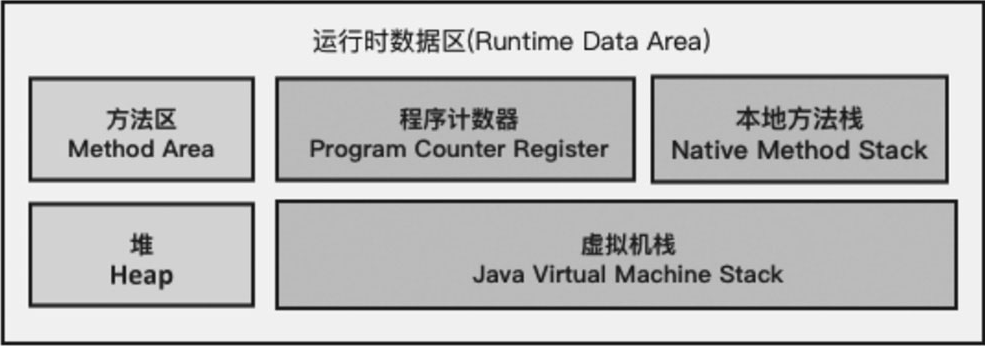 运行时数据区(Runtime Data Area)
方法区
Method Area
程序计数器
Program Counter Register
本地方法栈
Native Method Stack
堆
Heap
虚拟机栈
Java Virtual Machine Stack